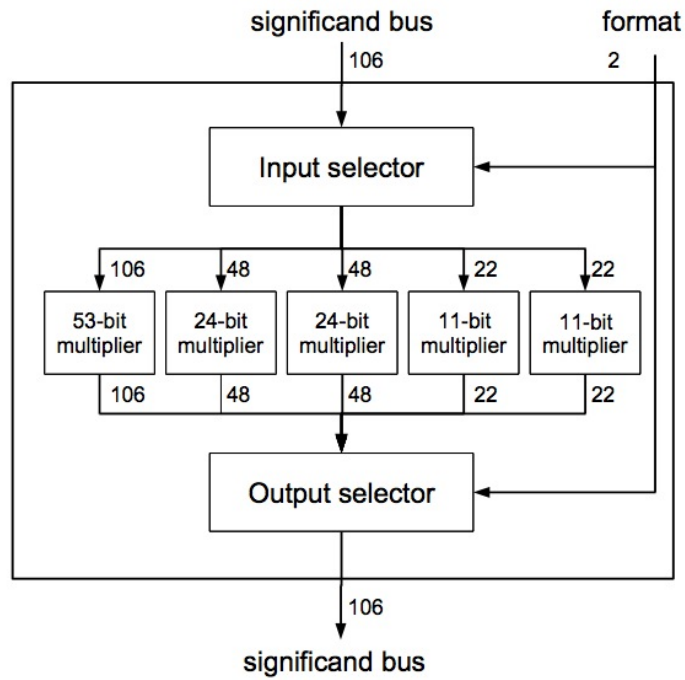 significand bus format
106 2
Input selector
106 48 48 22 22
53-bit 24-bit 24-bit 11-bit 11-bit
multiplier multiplier multiplier multiplier multiplier
106 48 48 22 22
Output selector
106
significand bus